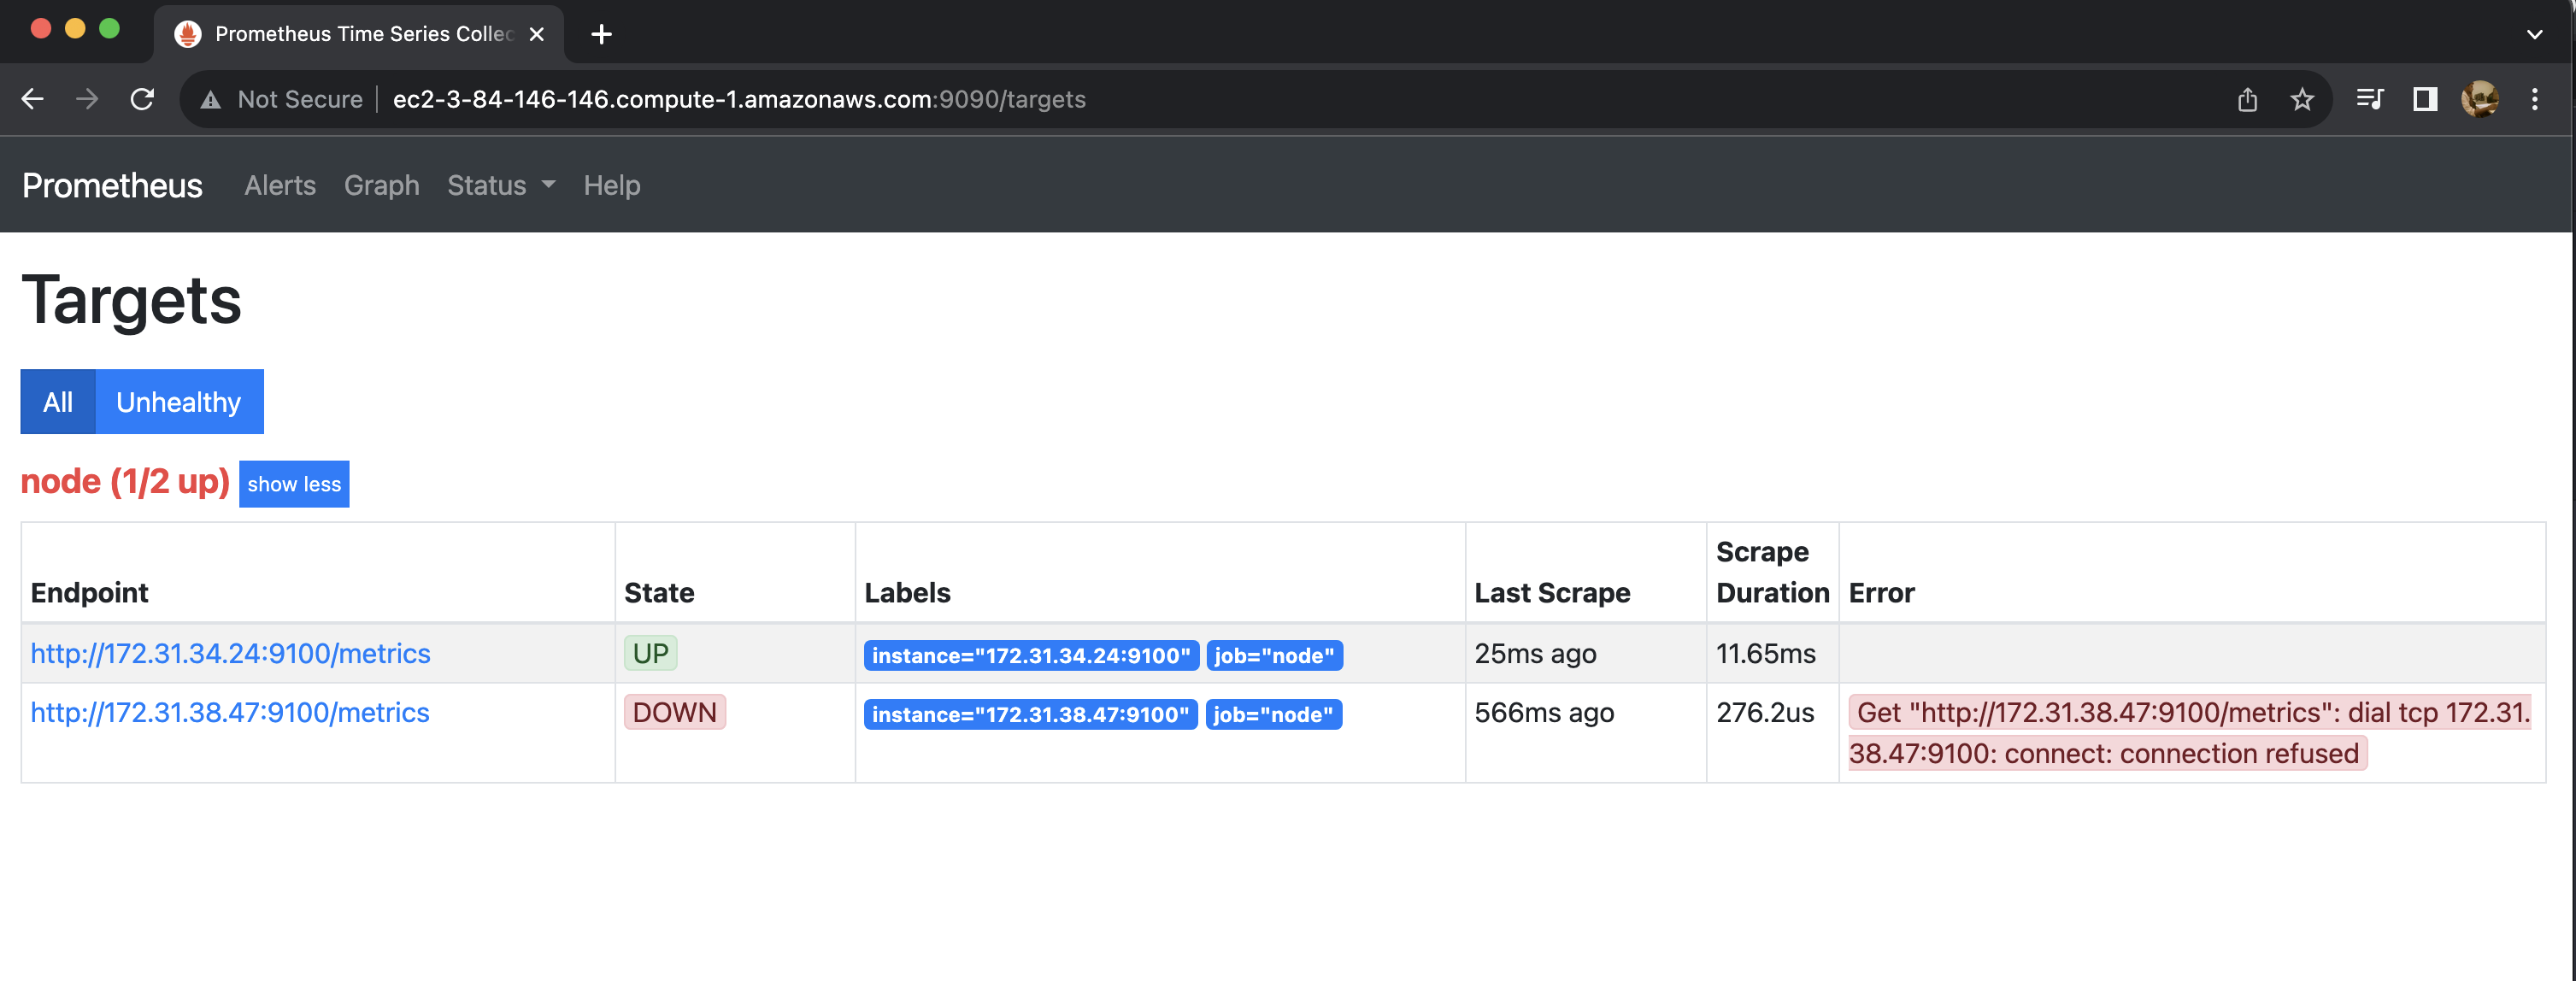 Prometheus Time Series Collec
Not Secure ec2-3-84-146-146.compute-1.amazonaws.com:9090/targets
Prometheus Alerts Graph Status Help
Targets
All Unhealthy
node (1/2 up) show less
Endpoint State Labels Last Scrape Scrape Duration Error
http://172.31.34.24:9100/metrics UP instance="172.31.34.24:9100" job="node" 25ms ago 11.65ms
http://172.31.38.47:9100/metrics DOWN instance="172.31.38.47:9100" job="node" 566ms ago 276.2us Get "http://172.31.38.47:9100/metrics": dial tcp 172.31.
38.47:9100: connect: connection refused